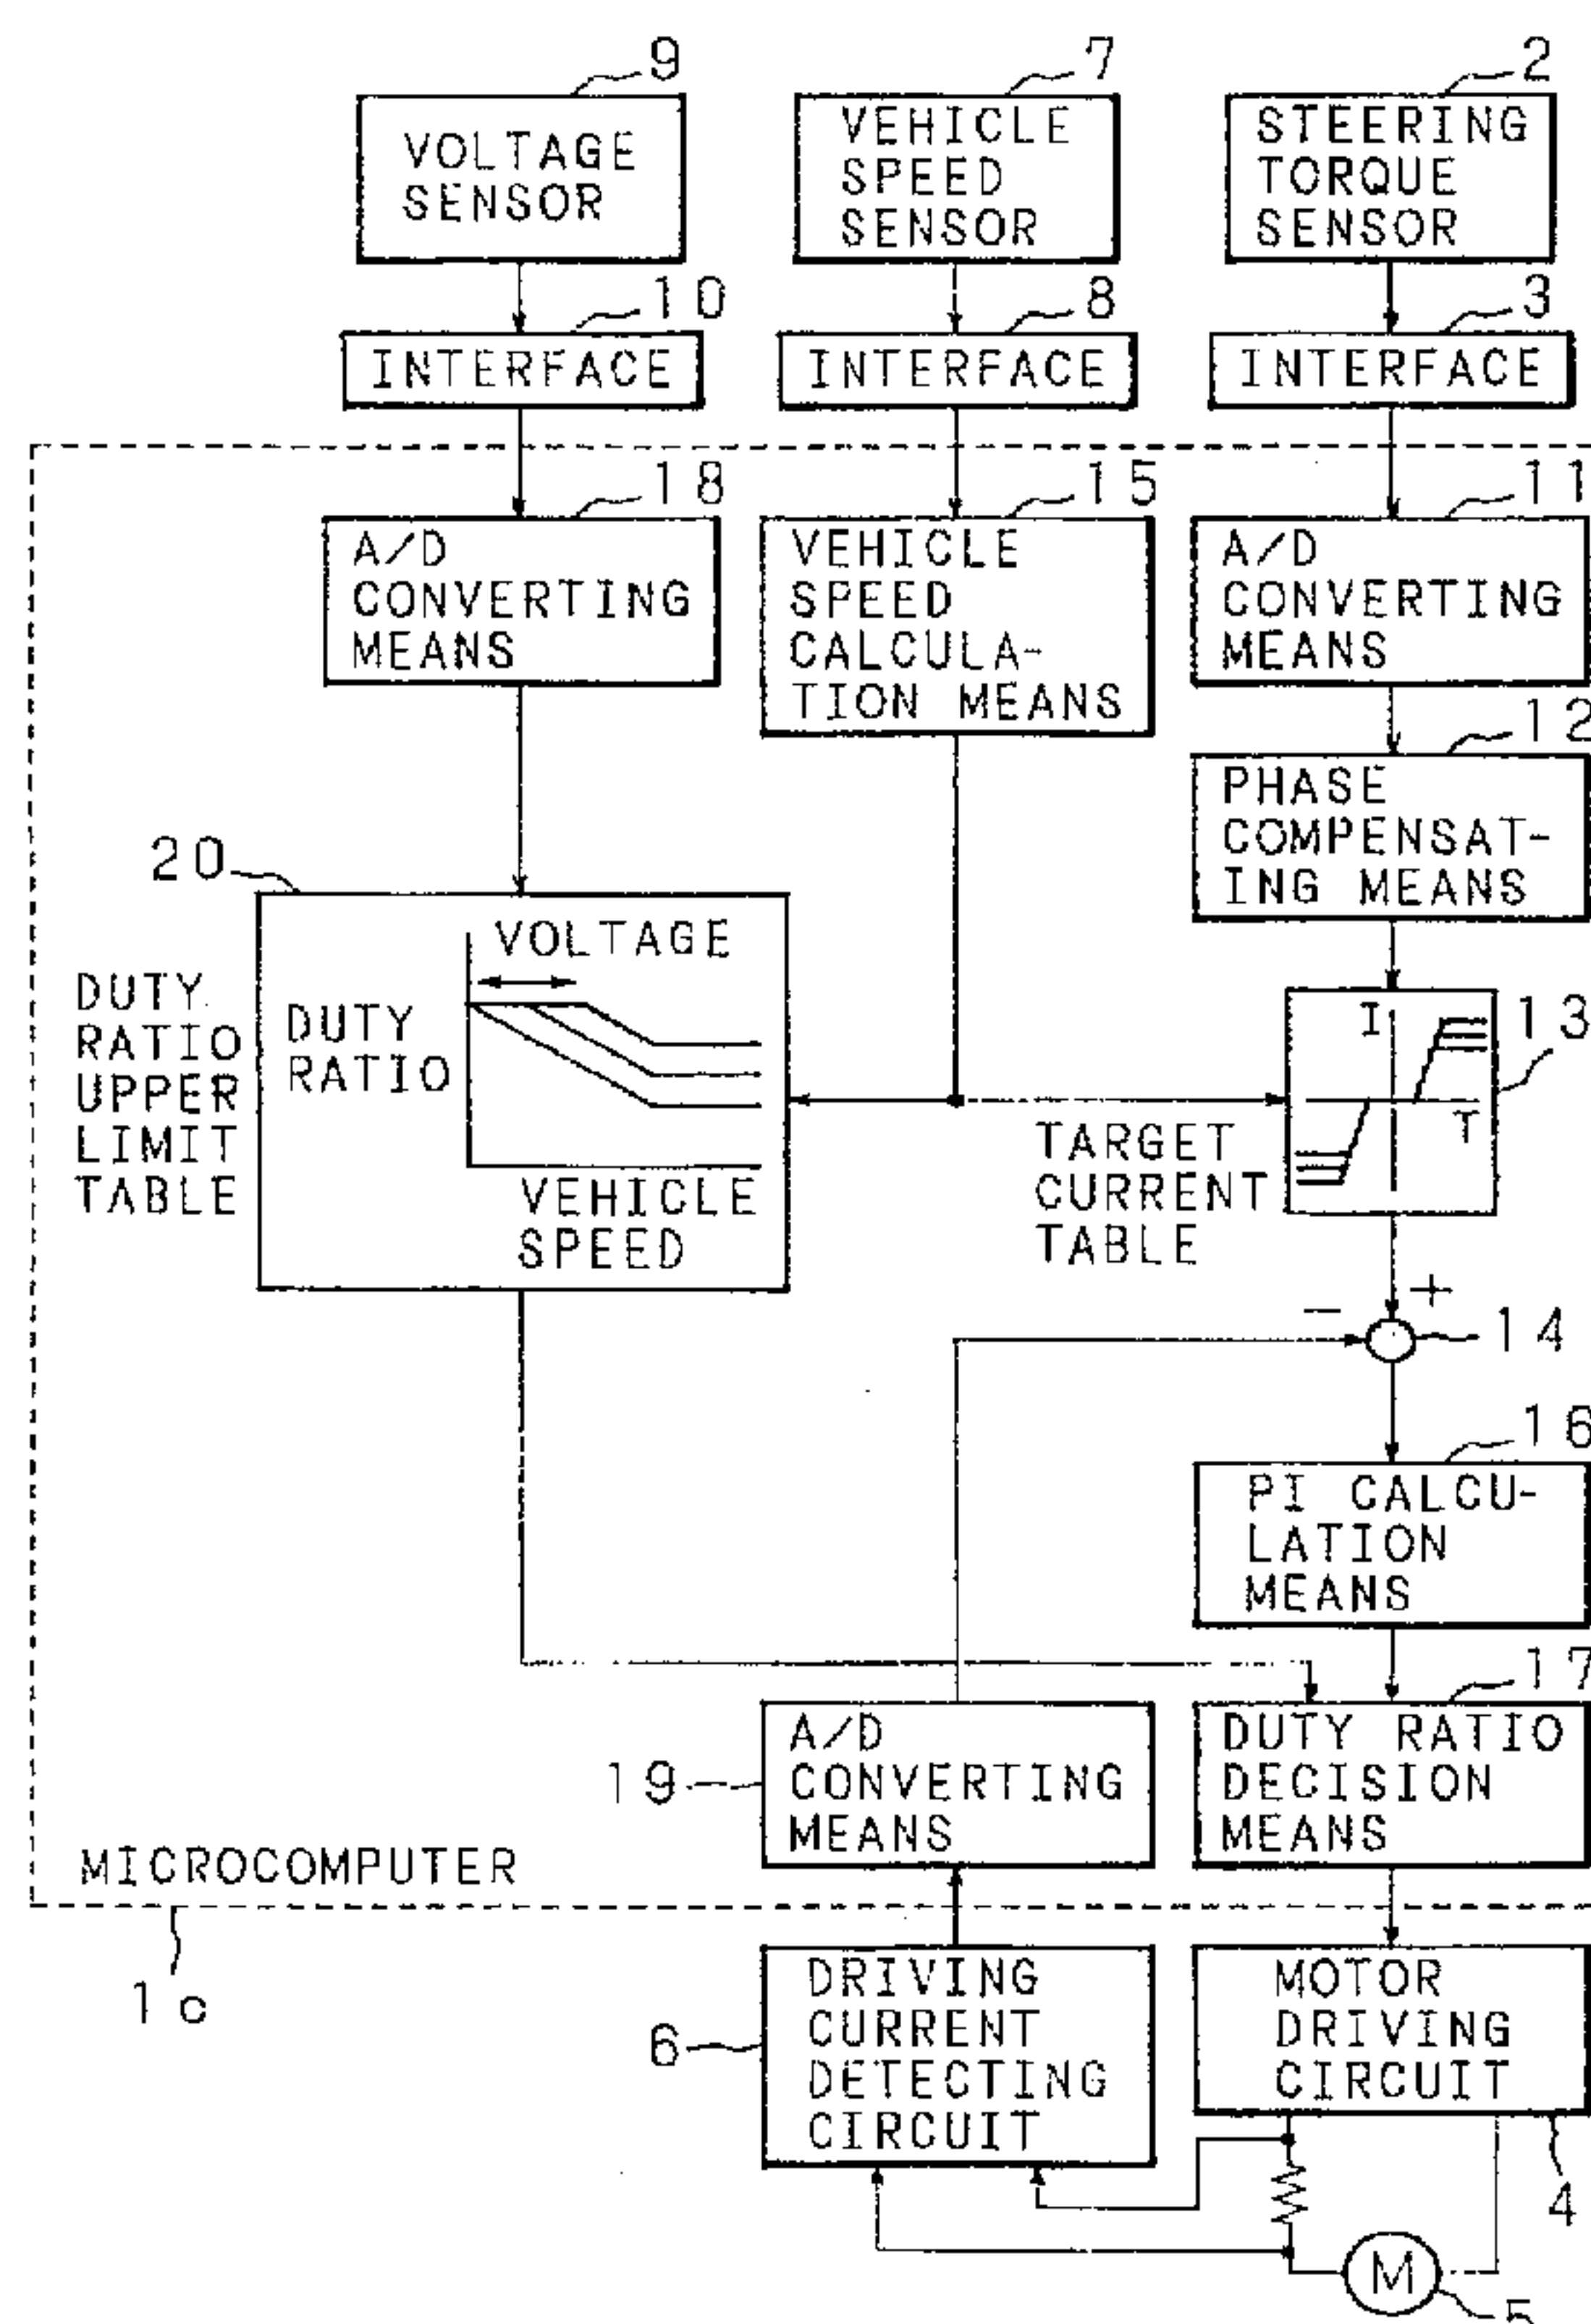 9
7
2
VOLTAGE
SENSOR
VEHICLE
SPEED
SENSOR
STEERING
TORQUE
SENSOR
10
8
3
INTERFACE
INTERFACE
INTERFACE
18
15
11
A/D
CONVERTING
MEANS
VEHICLE
SPEED
CALCULA-
TION MEANS
A/D
CONVERTING
MEANS
12
PHASE
COMPENSAT-
ING MEANS
20
DUTY
RATIO
UPPER
LIMIT
TABLE
VOLTAGE
DUTY
RATIO
VEHICLE
SPEED
TARGET
CURRENT
TABLE
I
T
13
- +
14
16
PI CALCU-
LATION
MEANS
17
19
A/D
CONVERTING
MEANS
DUTY RATIO
DECISION
MEANS
MICROCOMPUTER
1c
6
DRIVING
CURRENT
DETECTING
CIRCUIT
MOTOR
DRIVING
CIRCUIT
4
M
5